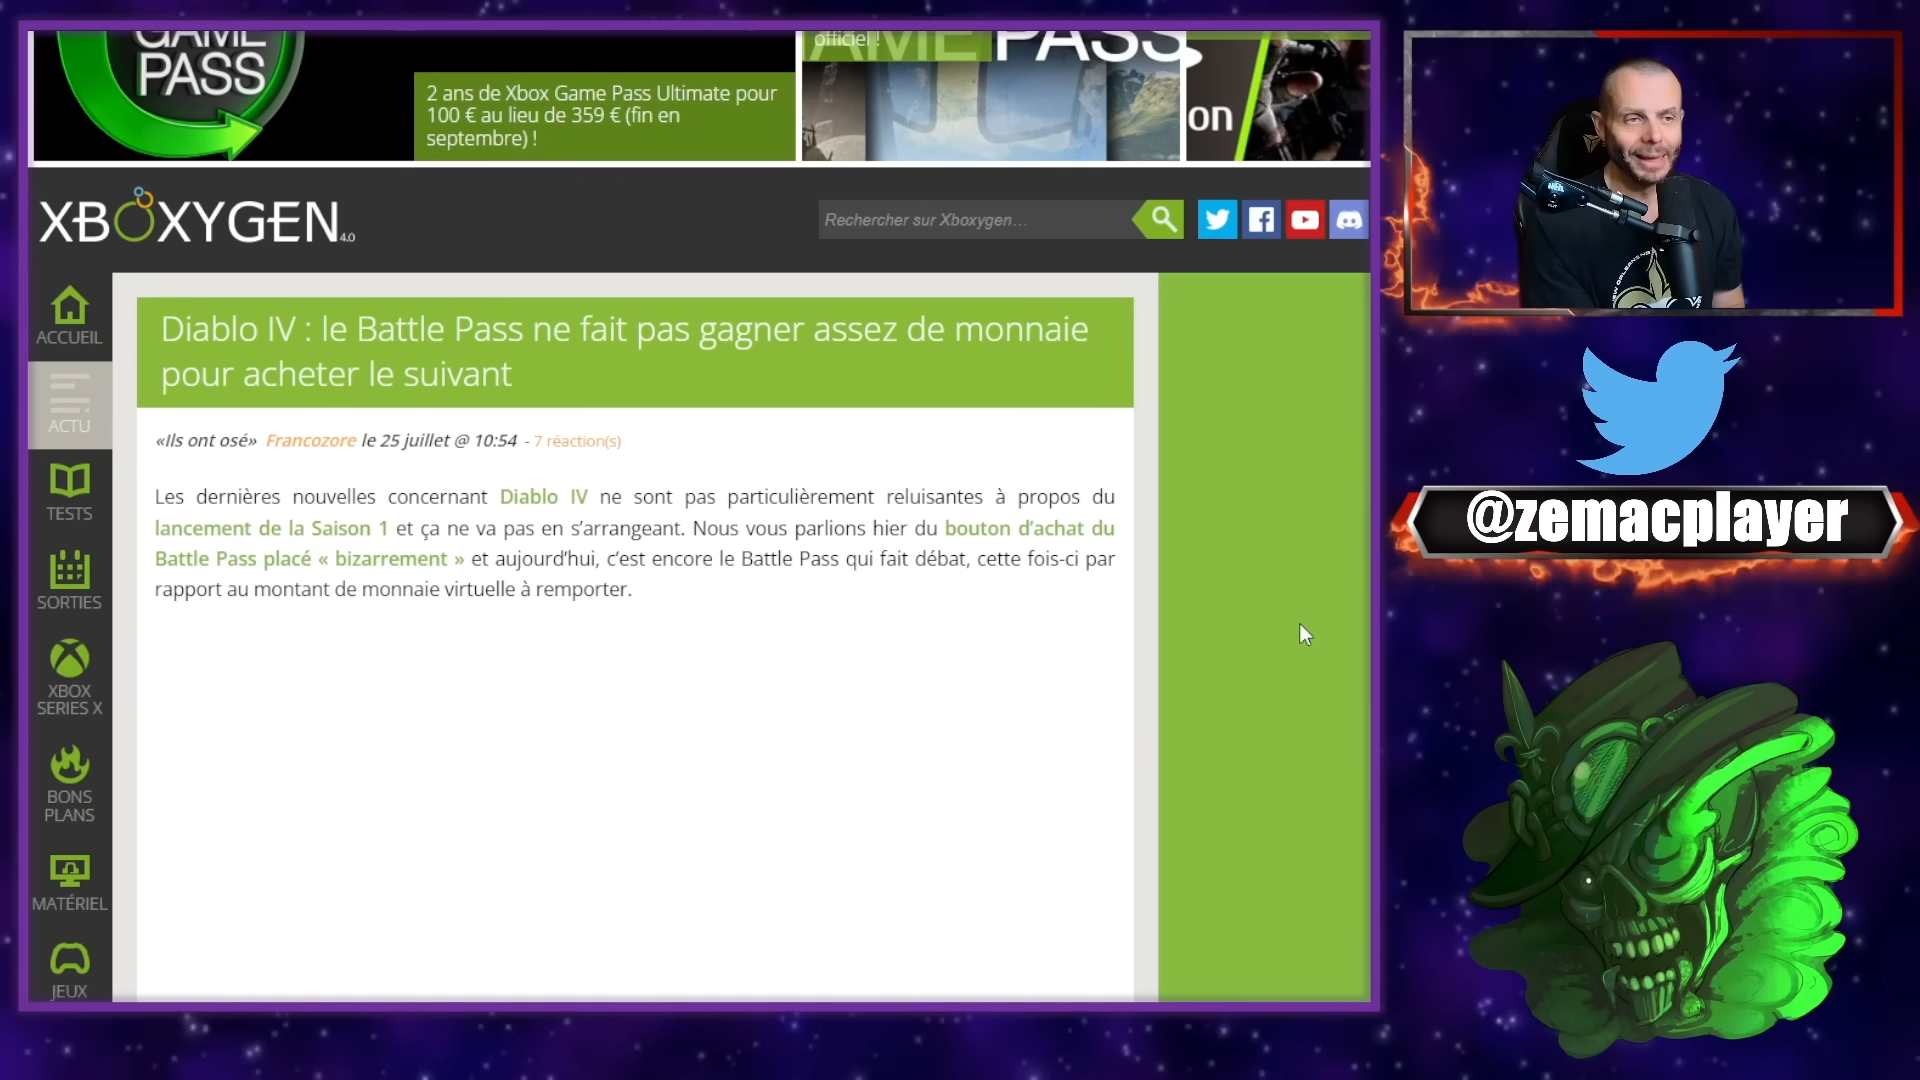 GAME
PASS
2 ans de Xbox Game Pass Ultimate pour
100 € au lieu de 359 € (fin en
septembre) !
officiel !
GAME PASS
on
XBOXYGEN 4.0
Rechercher sur Xboxygen...
ACCUEIL
ACTU
TESTS
SORTIES
XBOX
SERIES X
BONS
PLANS
MATÉRIEL
JEUX
Diablo IV : le Battle Pass ne fait pas gagner assez de monnaie
pour acheter le suivant
«Ils ont osé» Francozore le 25 juillet @ 10:54 - 7 réaction(s)
Les dernières nouvelles concernant Diablo IV ne sont pas particulièrement reluisantes à propos du
lancement de la Saison 1 et ça ne va pas en s’arrangeant. Nous vous parlions hier du bouton d’achat du
Battle Pass placé « bizarrement » et aujourd’hui, c’est encore le Battle Pass qui fait débat, cette fois-ci par
rapport au montant de monnaie virtuelle à remporter.
@zemacplayer